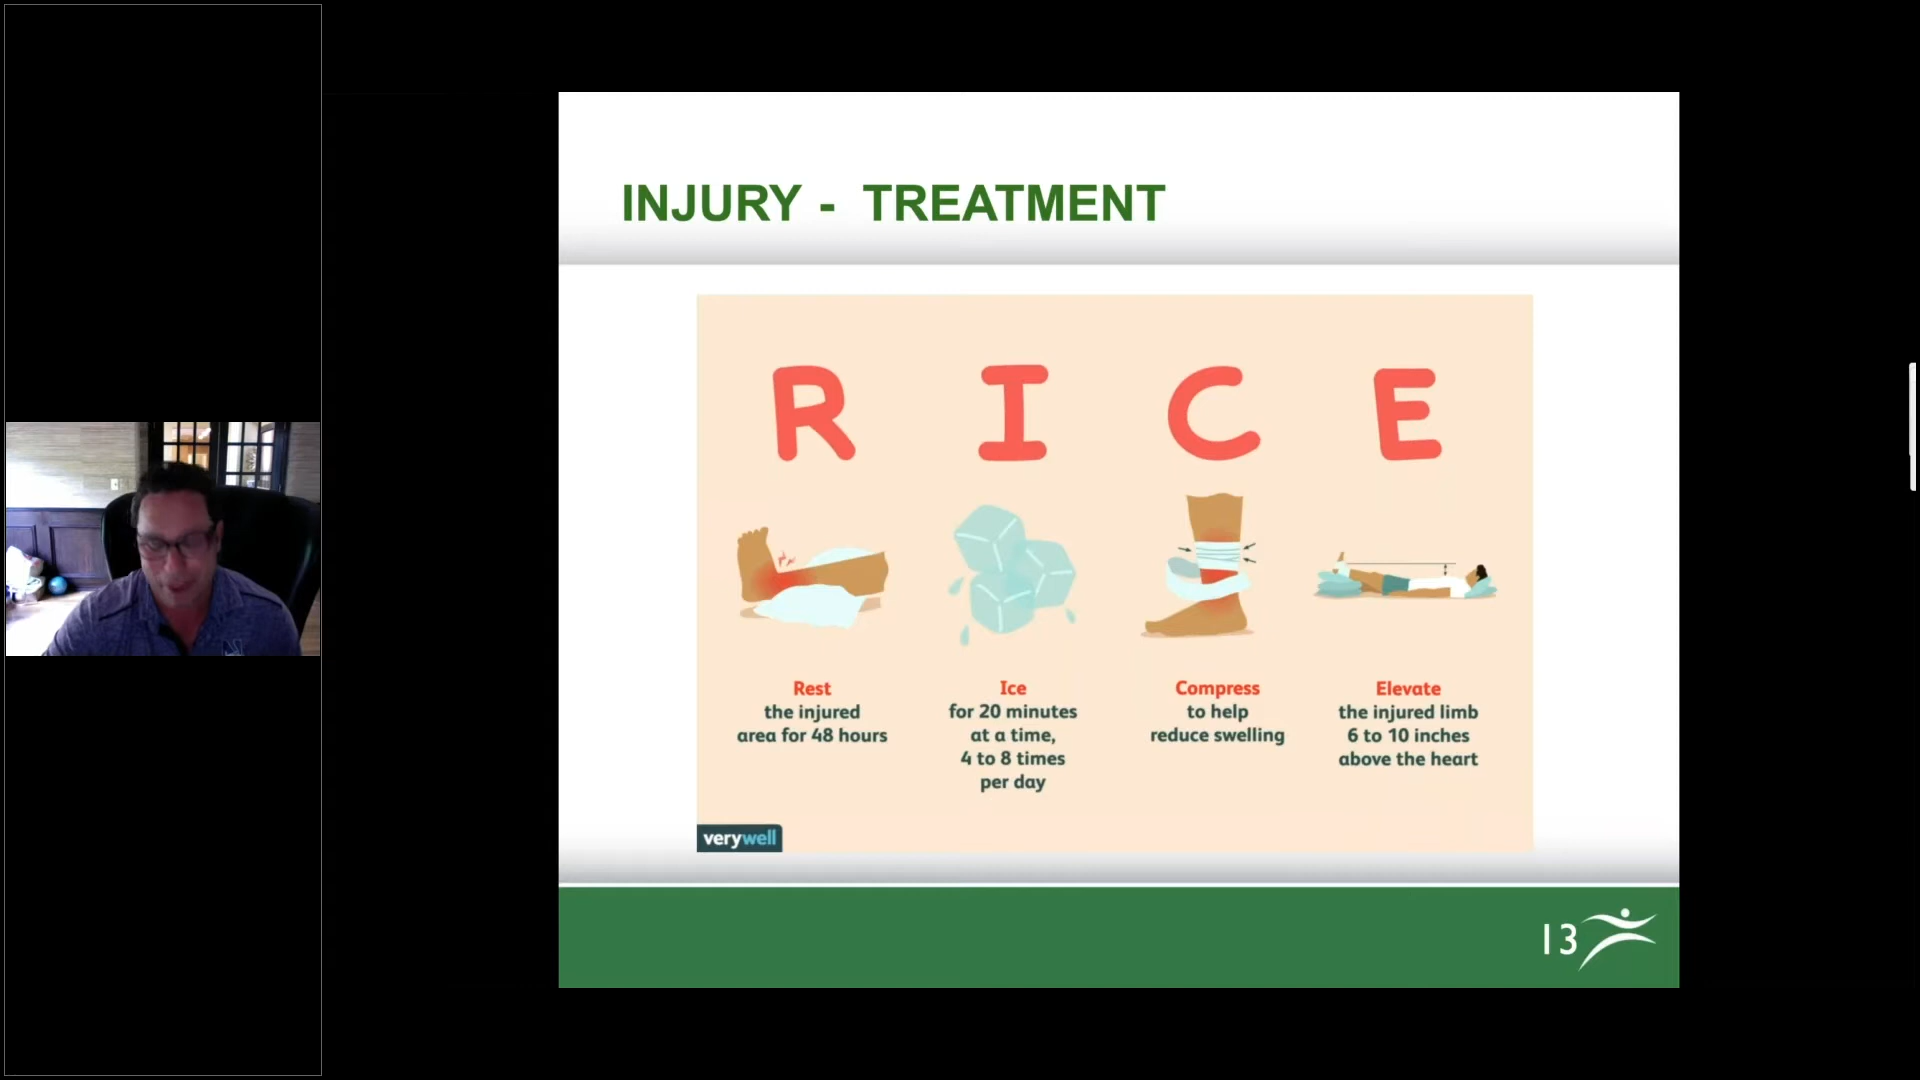 INJURY - TREATMENT
R I C E
Rest
the injured
area for 48 hours
Ice
for 20 minutes
at a time,
4 to 8 times
per day
Compress
to help
reduce swelling
Elevate
the injured limb
6 to 10 inches
above the heart
verywell
13